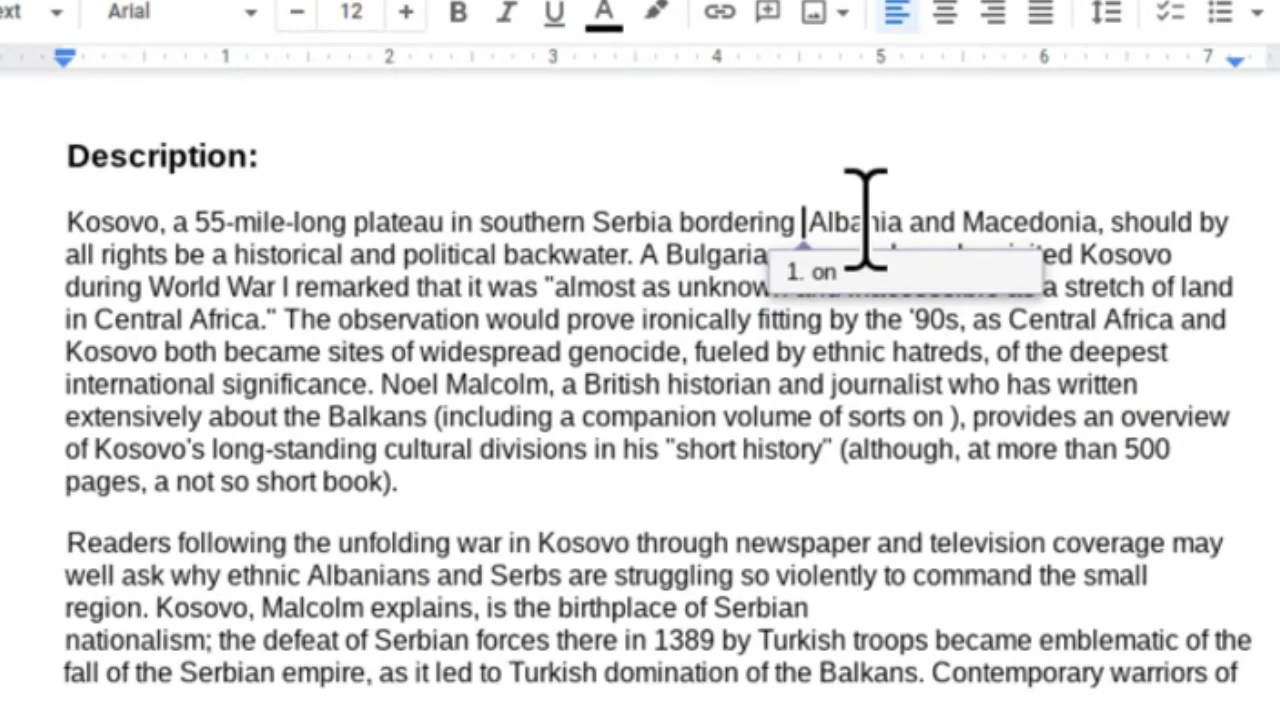 ext Arial 12 B I U A
1 2 3 4 5 6 7
Description:
Kosovo, a 55-mile-long plateau in southern Serbia bordering Albania and Macedonia, should by
all rights be a historical and political backwater. A Bulgaria ited Kosovo
1. on
during World War I remarked that it was "almost as unknown a stretch of land
in Central Africa." The observation would prove ironically fitting by the '90s, as Central Africa and
Kosovo both became sites of widespread genocide, fueled by ethnic hatreds, of the deepest
international significance. Noel Malcolm, a British historian and journalist who has written
extensively about the Balkans (including a companion volume of sorts on ), provides an overview
of Kosovo's long-standing cultural divisions in his "short history" (although, at more than 500
pages, a not so short book).
Readers following the unfolding war in Kosovo through newspaper and television coverage may
well ask why ethnic Albanians and Serbs are struggling so violently to command the small
region. Kosovo, Malcolm explains, is the birthplace of Serbian
nationalism; the defeat of Serbian forces there in 1389 by Turkish troops became emblematic of the
fall of the Serbian empire, as it led to Turkish domination of the Balkans. Contemporary warriors of